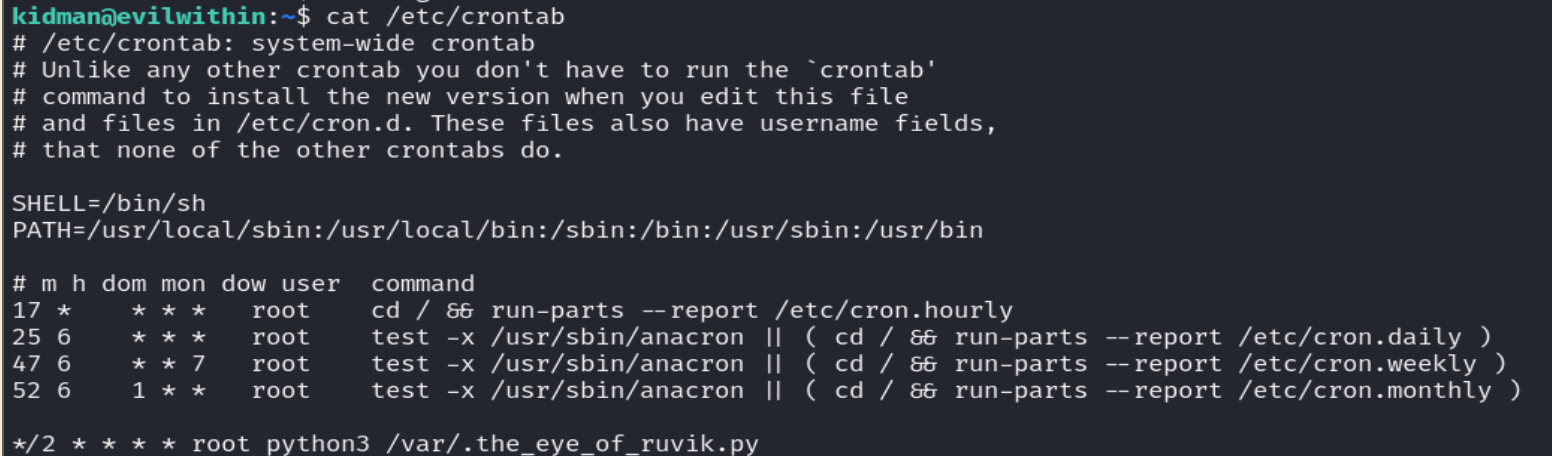 kidman@evilwithin:~$ cat /etc/crontab
# /etc/crontab: system-wide crontab
# Unlike any other crontab you don't have to run the `crontab'
# command to install the new version when you edit this file
# and files in /etc/cron.d. These files also have username fields,
# that none of the other crontabs do.

SHELL=/bin/sh
PATH=/usr/local/sbin:/usr/local/bin:/sbin:/bin:/usr/sbin:/usr/bin

# m h dom mon dow user  command
17 *    * * *   root    cd / && run-parts --report /etc/cron.hourly
25 6    * * *   root    test -x /usr/sbin/anacron || ( cd / && run-parts --report /etc/cron.daily )
47 6    * * 7   root    test -x /usr/sbin/anacron || ( cd / && run-parts --report /etc/cron.weekly )
52 6    1 * *   root    test -x /usr/sbin/anacron || ( cd / && run-parts --report /etc/cron.monthly )

*/2 * * * * root python3 /var/.the_eye_of_ruvik.py